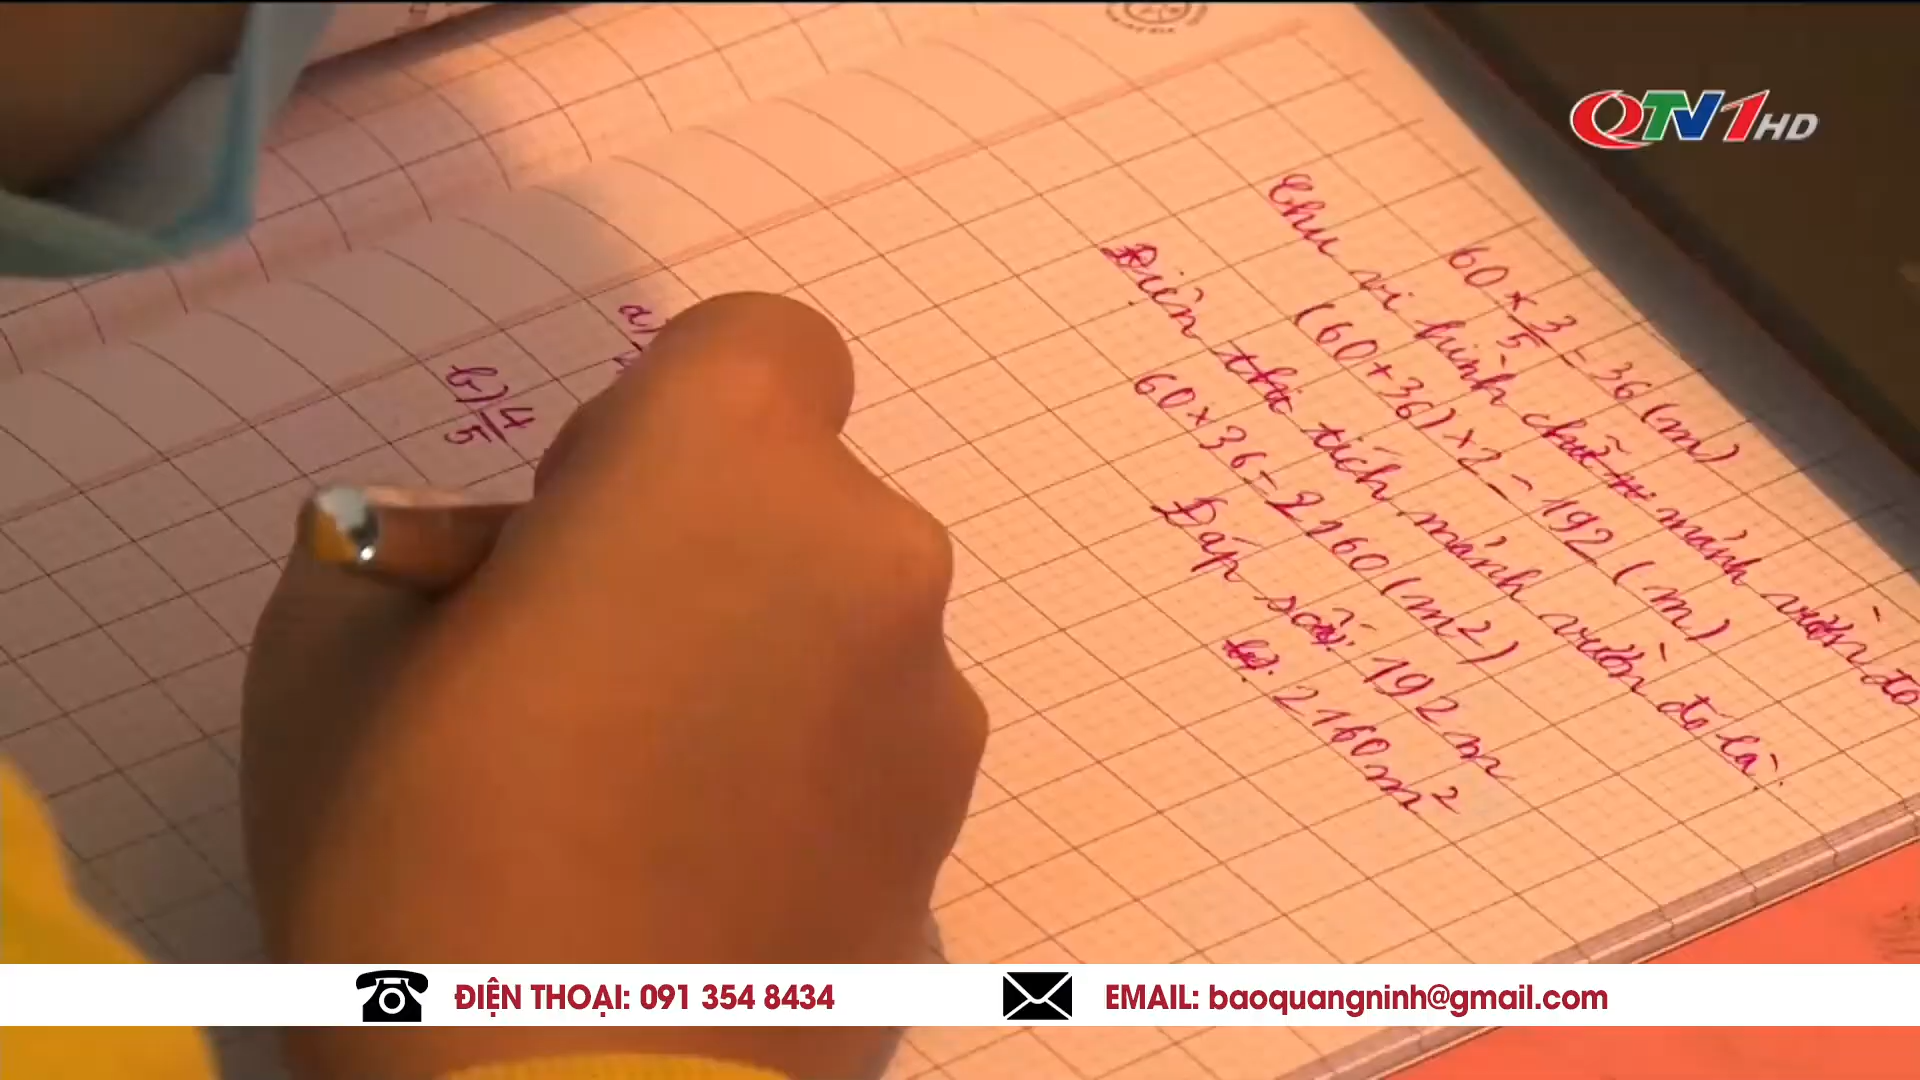 QTV1HD
60 × 3/5 = 36 (m)
Chu vi hình chữ mảnh vườn đó
(60 + 36) × 2 = 192 (m)
Diện tích mảnh vườn đó là:
60 × 36 = 2160 (m²)
Đáp số: 192 m
2160 m²
a)
b) 4/5
ĐIỆN THOẠI: 091 354 8434
EMAIL: baoquangninh@gmail.com